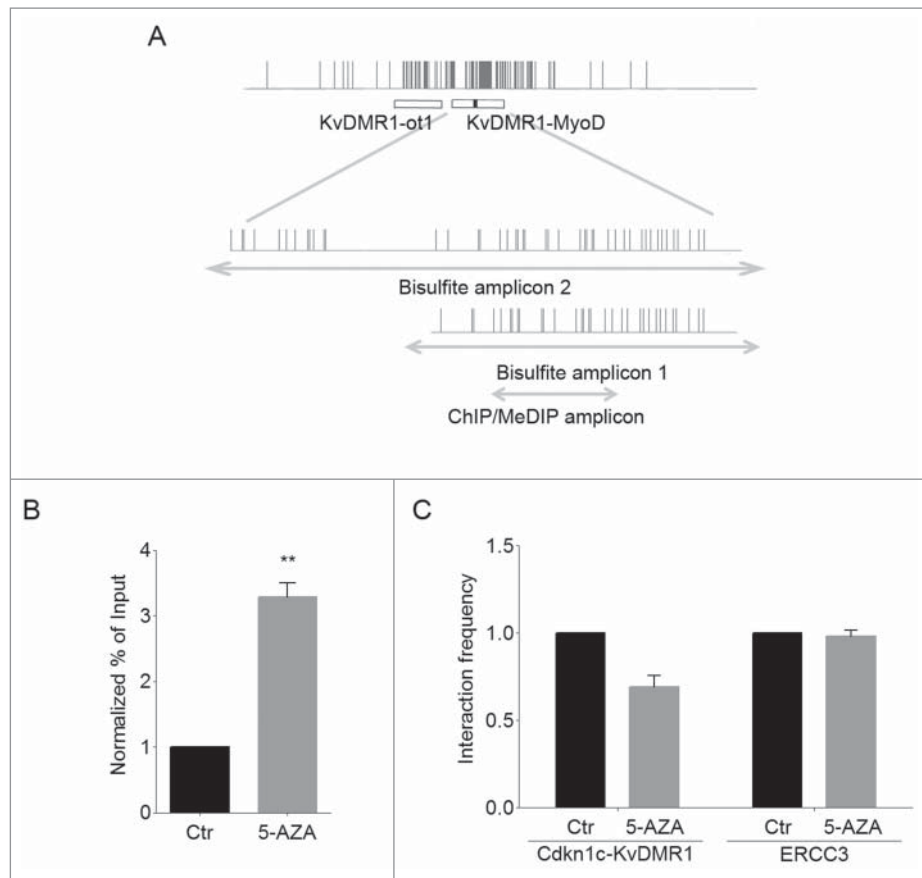 A
KvDMR1-ot1
KvDMR1-MyoD
Bisulfite amplicon 2
Bisulfite amplicon 1
ChIP/MeDIP amplicon
B
Normalized % of Input
4
3
2
1
0
**
Ctr
5-AZA
C
Interaction frequency
1.5
1.0
0.5
0.0
Ctr 5-AZA Ctr 5-AZA
Cdkn1c-KvDMR1 ERCC3